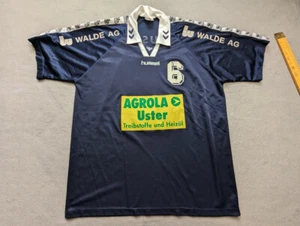 WALDE AG
WALDE AG
hummel
6
AGROLA
Uster
Treibstoffe und Heizöl